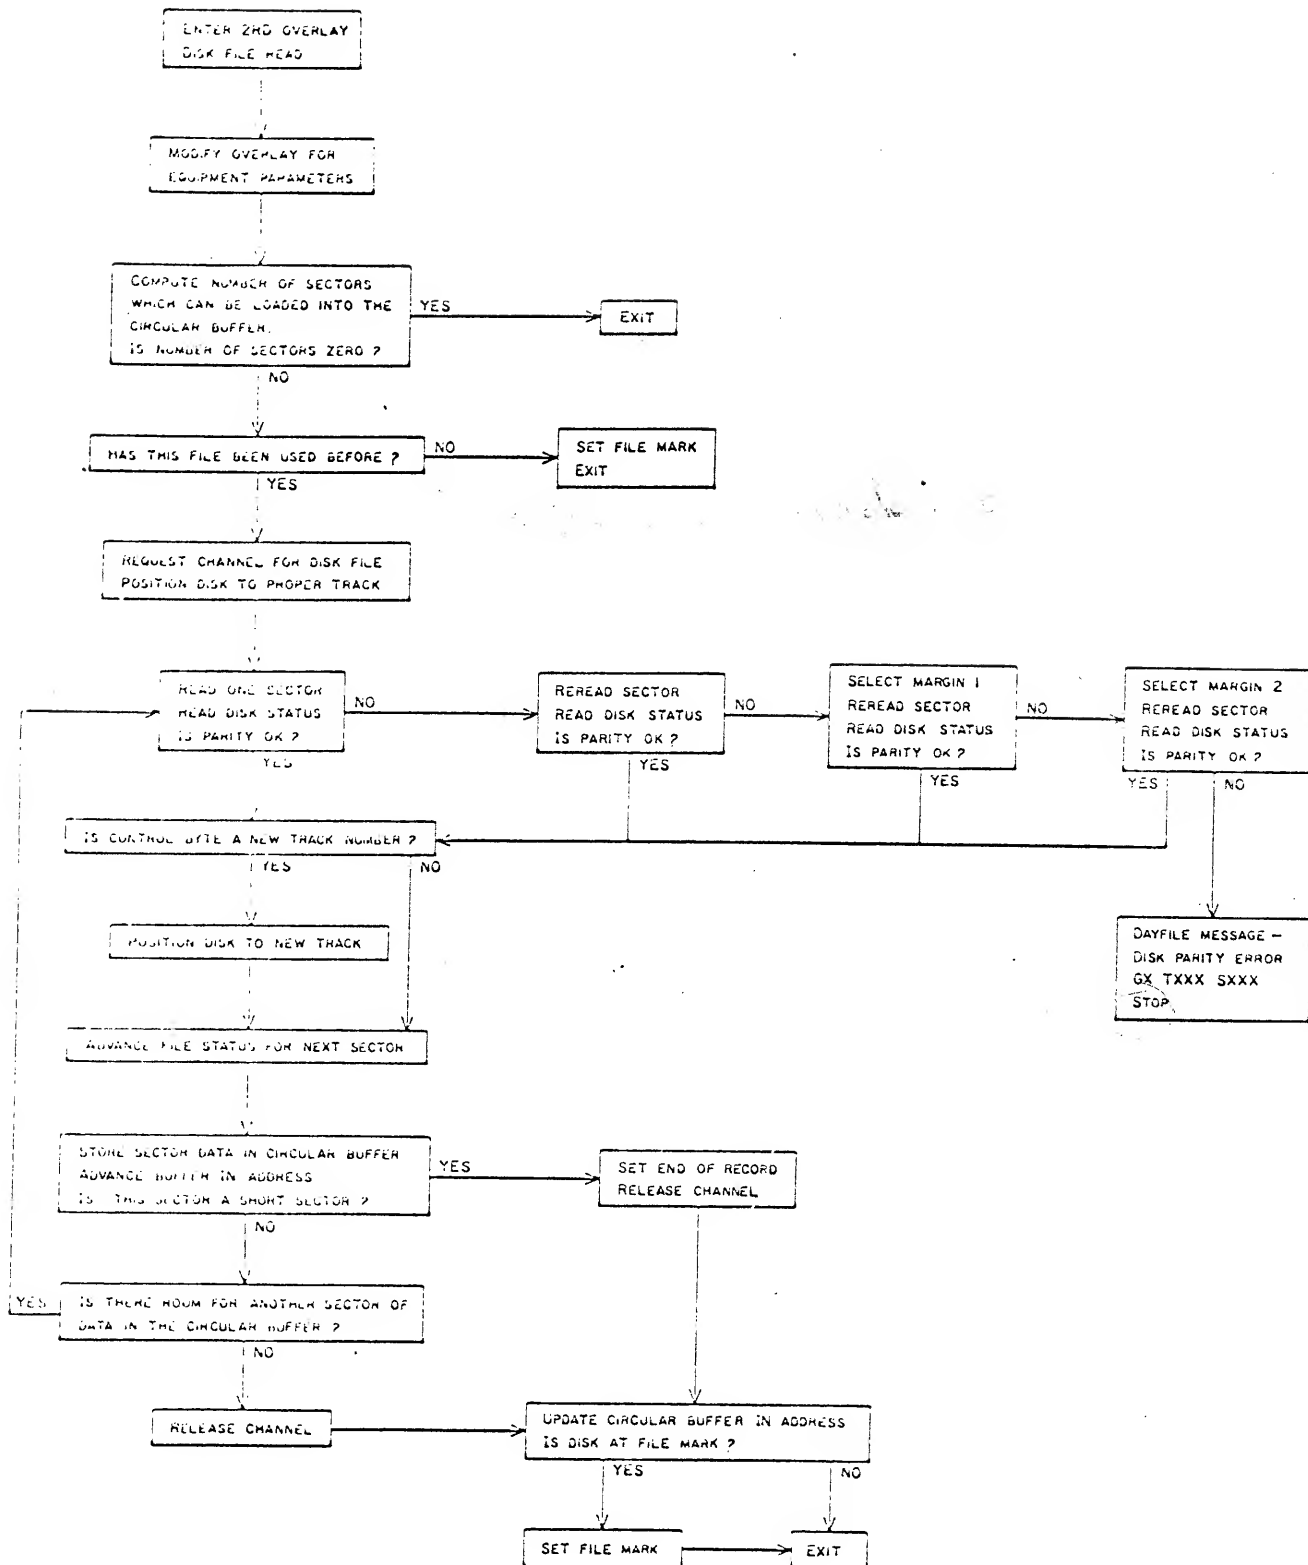 ENTER 2ND OVERLAY
DISK FILE READ
MODIFY OVERLAY FOR
EQUIPMENT PARAMETERS
COMPUTE NUMBER OF SECTORS
WHICH CAN BE LOADED INTO THE
CIRCULAR BUFFER.
IS NUMBER OF SECTORS ZERO ?
YES
EXIT
NO
HAS THIS FILE BEEN USED BEFORE ?
NO
SET FILE MARK
EXIT
YES
REQUEST CHANNEL FOR DISK FILE
POSITION DISK TO PROPER TRACK
READ ONE SECTOR
READ DISK STATUS
IS PARITY OK ?
NO
REREAD SECTOR
READ DISK STATUS
IS PARITY OK ?
NO
SELECT MARGIN 1
REREAD SECTOR
READ DISK STATUS
IS PARITY OK ?
NO
SELECT MARGIN 2
REREAD SECTOR
READ DISK STATUS
IS PARITY OK ?
YES
YES
YES
YES
NO
IS CONTROL BYTE A NEW TRACK NUMBER ?
YES
NO
POSITION DISK TO NEW TRACK
DAYFILE MESSAGE —
DISK PARITY ERROR
GX TXXX SXXX
STOP
ADVANCE FILE STATUS FOR NEXT SECTOR
STORE SECTOR DATA IN CIRCULAR BUFFER
ADVANCE BUFFER IN ADDRESS
IS THIS SECTOR A SHORT SECTOR ?
YES
SET END OF RECORD
RELEASE CHANNEL
NO
YES
IS THERE ROOM FOR ANOTHER SECTOR OF
DATA IN THE CIRCULAR BUFFER ?
NO
RELEASE CHANNEL
UPDATE CIRCULAR BUFFER IN ADDRESS
IS DISK AT FILE MARK ?
YES
NO
SET FILE MARK
EXIT